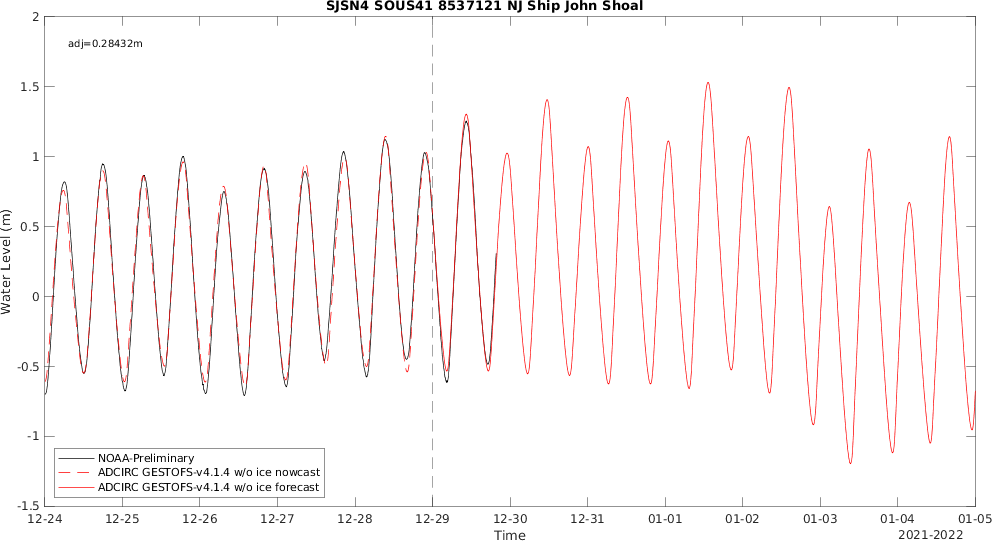 SJSN4 SOUS41 8537121 NJ Ship John Shoal
adj=0.28432m
2
1.5
1
0.5
0
-0.5
-1
-1.5
Water Level (m)
NOAA-Preliminary
ADCIRC GESTOFS-v4.1.4 w/o ice nowcast
ADCIRC GESTOFS-v4.1.4 w/o ice forecast
12-24 12-25 12-26 12-27 12-28 12-29 12-30 12-31 01-01 01-02 01-03 01-04 01-05
Time
2021-2022